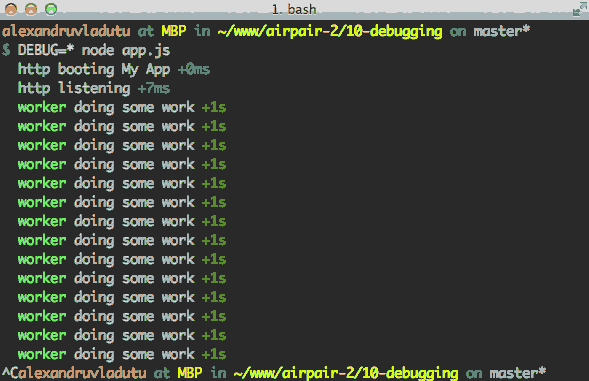 1. bash
alexandruvladutu at MBP in ~/www/airpair-2/10-debugging on master*
$ DEBUG=* node app.js
http booting My App +0ms
http listening +7ms
worker doing some work +1s
worker doing some work +1s
worker doing some work +1s
worker doing some work +1s
worker doing some work +1s
worker doing some work +1s
worker doing some work +1s
worker doing some work +1s
worker doing some work +1s
worker doing some work +1s
worker doing some work +1s
worker doing some work +1s
worker doing some work +1s
worker doing some work +1s
^Calexandruvladutu at MBP in ~/www/airpair-2/10-debugging on master*